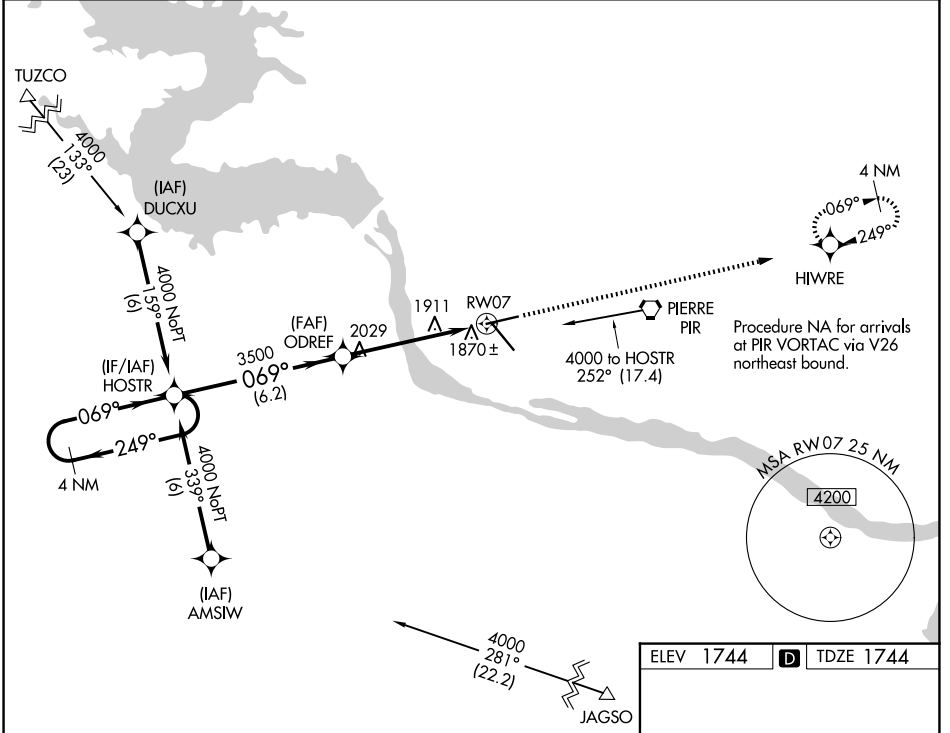 TUZCO
4000
133°
(23)
(IAF)
DUCXU
4000 NoPT
159°
(6)
4 NM
069°
249°
HIWRE
(FAF)
ODREF
2029
1911
RW07
1870 ±
PIERRE
PIR
4000 to HOSTR
252° (17.4)
Procedure NA for arrivals
at PIR VORTAC via V26
northeast bound.
(IF/IAF)
HOSTR
3500
069°
(6.2)
069°
249°
4 NM
4000 NoPT
339°
(6)
(IAF)
AMSIW
MSA RW07 25 NM
4200
4000
281°
(22.2)
JAGSO
ELEV 1744 D TDZE 1744